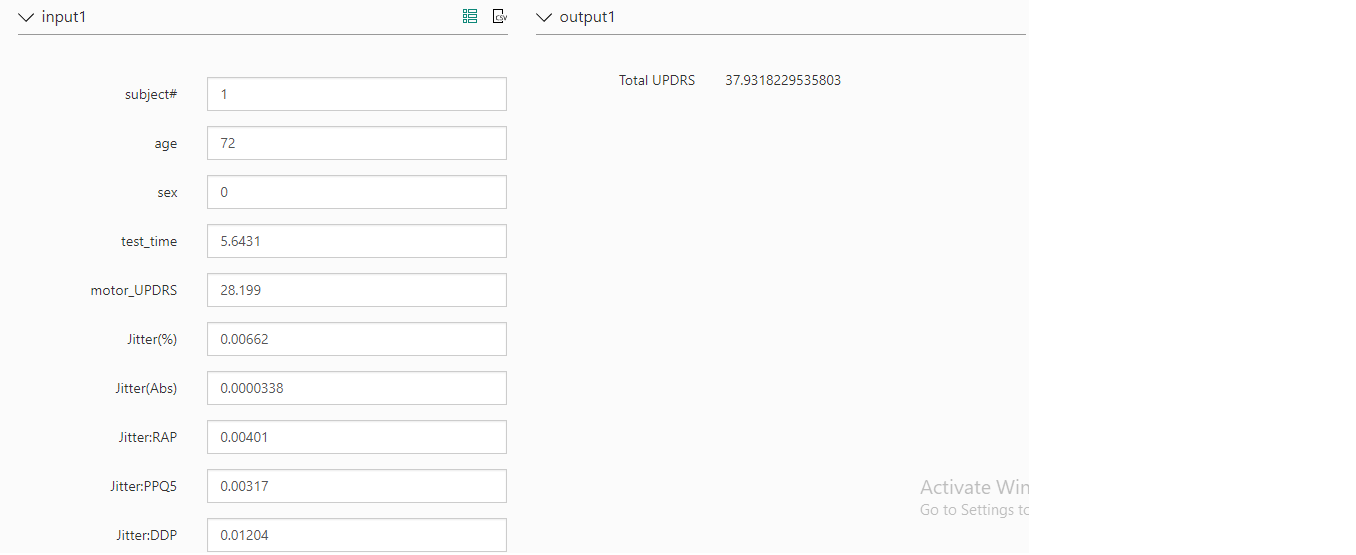 input1
CSV
output1
subject# 1
age 72
sex 0
test_time 5.6431
motor_UPDRS 28.199
Jitter(%) 0.00662
Jitter(Abs) 0.0000338
Jitter:RAP 0.00401
Jitter:PPQ5 0.00317
Jitter:DDP 0.01204
Total UPDRS 37.9318229535803
Activate Win
Go to Settings to